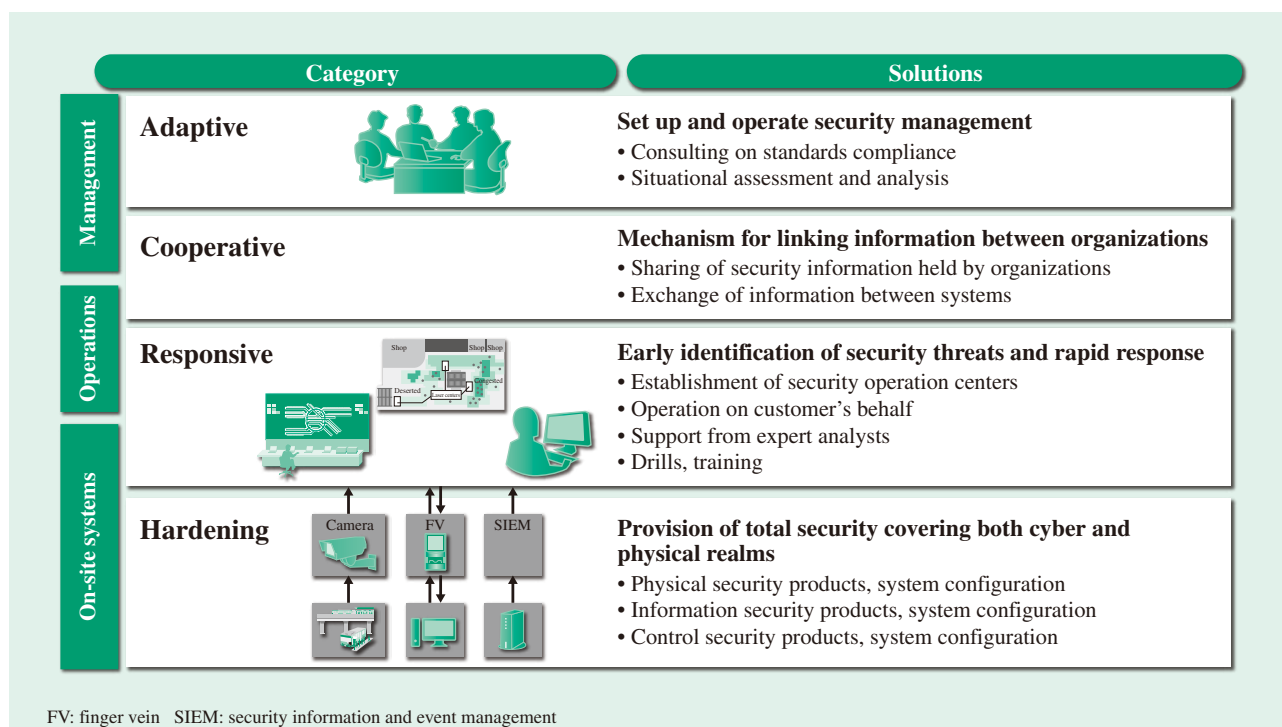 Category
Solutions
Management
Adaptive
Set up and operate security management
• Consulting on standards compliance
• Situational assessment and analysis
Cooperative
Mechanism for linking information between organizations
• Sharing of security information held by organizations
• Exchange of information between systems
Operations
Responsive
Shop
Shop
Shop
Deserted
Congested
Laser centers
Early identification of security threats and rapid response
• Establishment of security operation centers
• Operation on customer’s behalf
• Support from expert analysts
• Drills, training
On-site systems
Hardening
Camera
FV
SIEM
Provision of total security covering both cyber and
physical realms
• Physical security products, system configuration
• Information security products, system configuration
• Control security products, system configuration
FV: finger vein SIEM: security information and event management